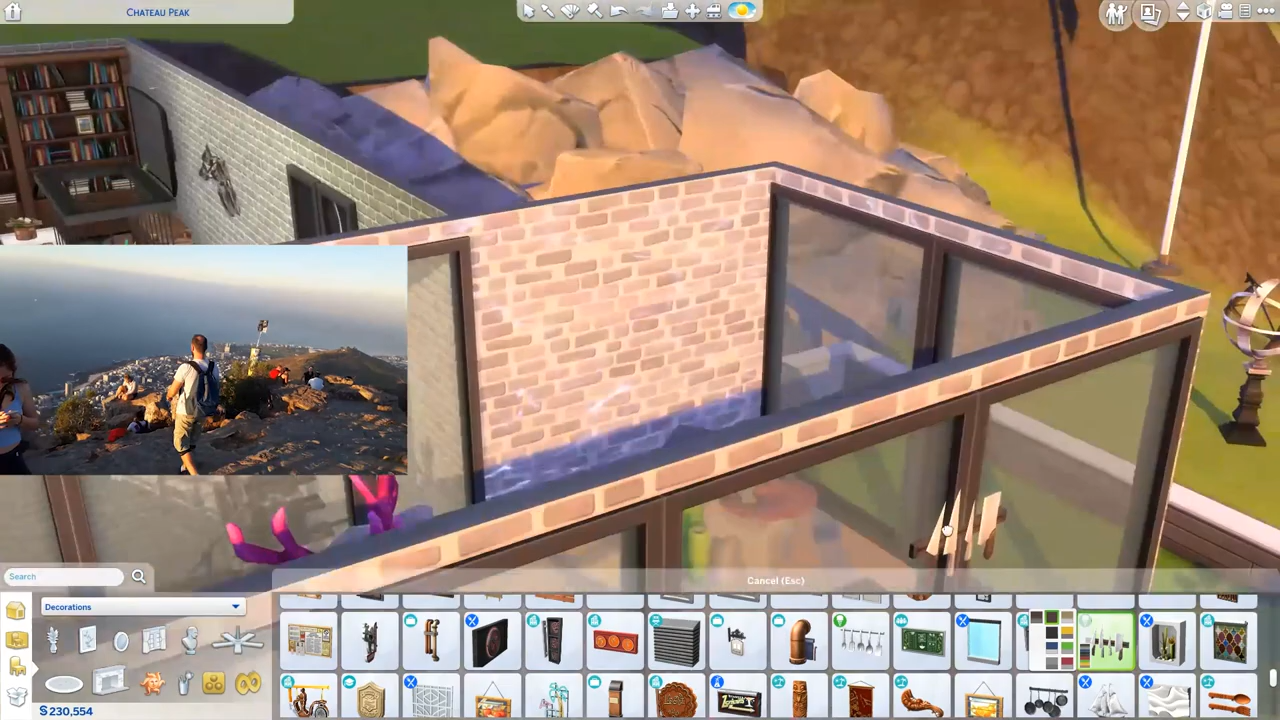 CHATEAU PEAK
Cancel (Esc)
Search
Decorations
§230,554